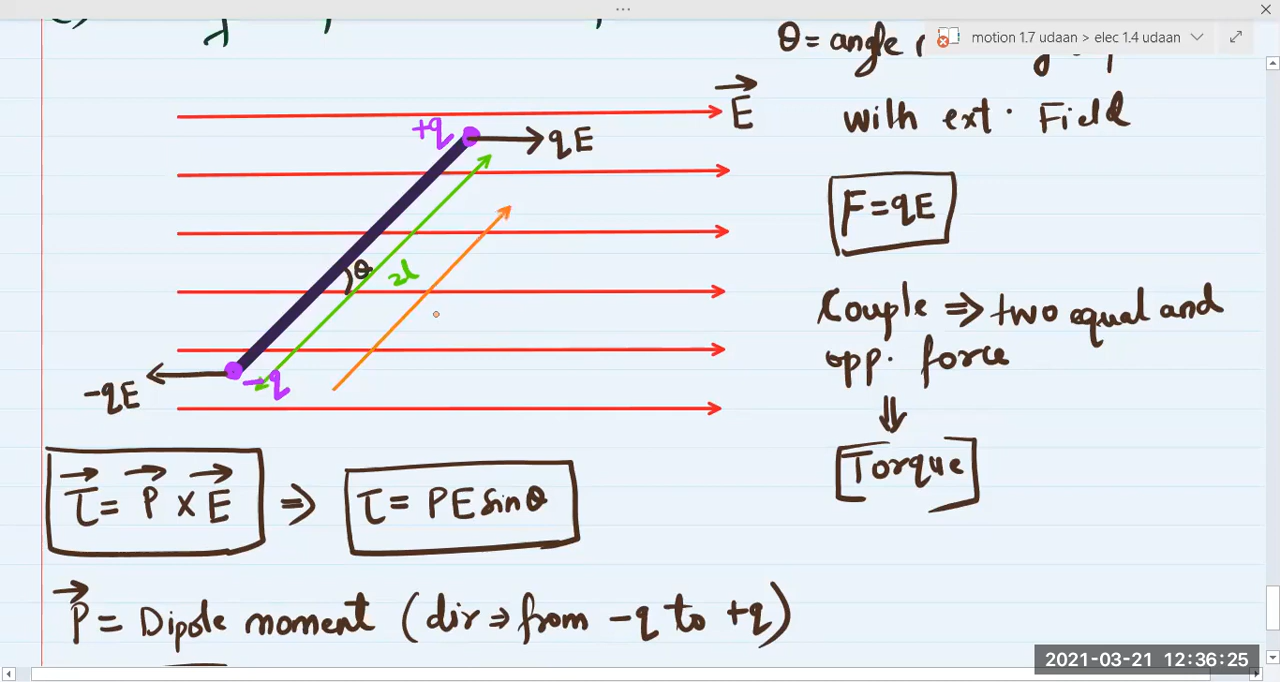 motion 1.7 udaan > elec 1.4 udaan
θ = angle
with ext. Field
E
+q
qE
F = qE
θ
2l
Couple ⇒ two equal and
opp. force
-q
-qE
⇓
Torque
τ = P × E ⇒ τ = PE sinθ
P = Dipole moment (dir ⇒ from -q to +q)
2021-03-21 12:36:25